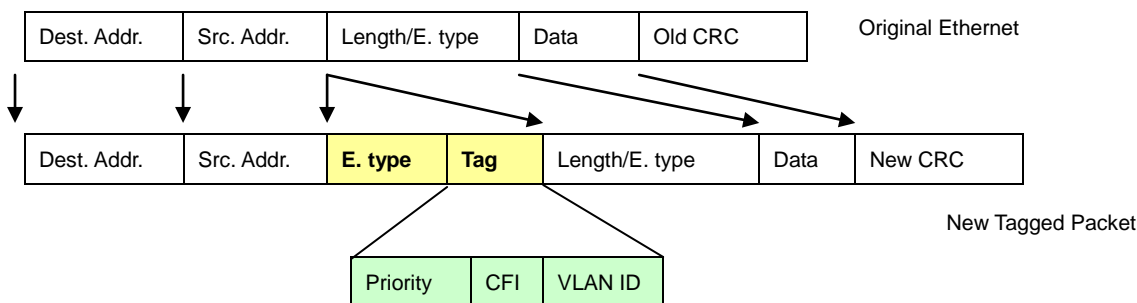 Dest. Addr. Src. Addr. Length/E. type Data Old CRC
Original Ethernet
Dest. Addr. Src. Addr. E. type Tag Length/E. type Data New CRC
New Tagged Packet
Priority CFI VLAN ID